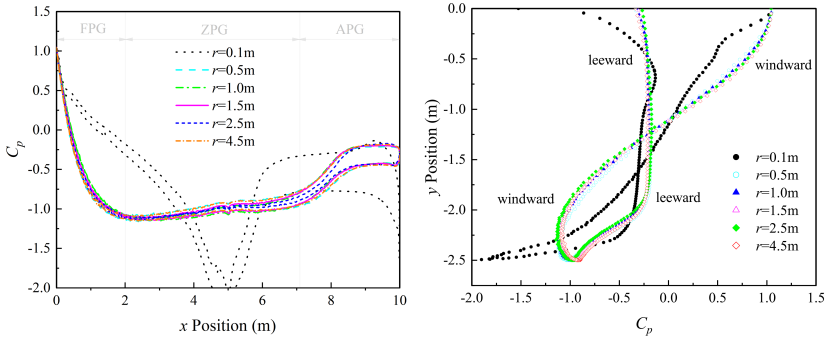 FPG ZPG APG
1.5
1.0
0.5
0.0
-0.5
-1.0
-1.5
-2.0
Cp
r=0.1m
r=0.5m
r=1.0m
r=1.5m
r=2.5m
r=4.5m
0 2 4 6 8 10
x Position (m)
0.0
-0.5
-1.0
-1.5
-2.0
-2.5
y Position (m)
leeward
windward
windward
leeward
r=0.1m
r=0.5m
r=1.0m
r=1.5m
r=2.5m
r=4.5m
-2.0 -1.5 -1.0 -0.5 0.0 0.5 1.0 1.5
Cp